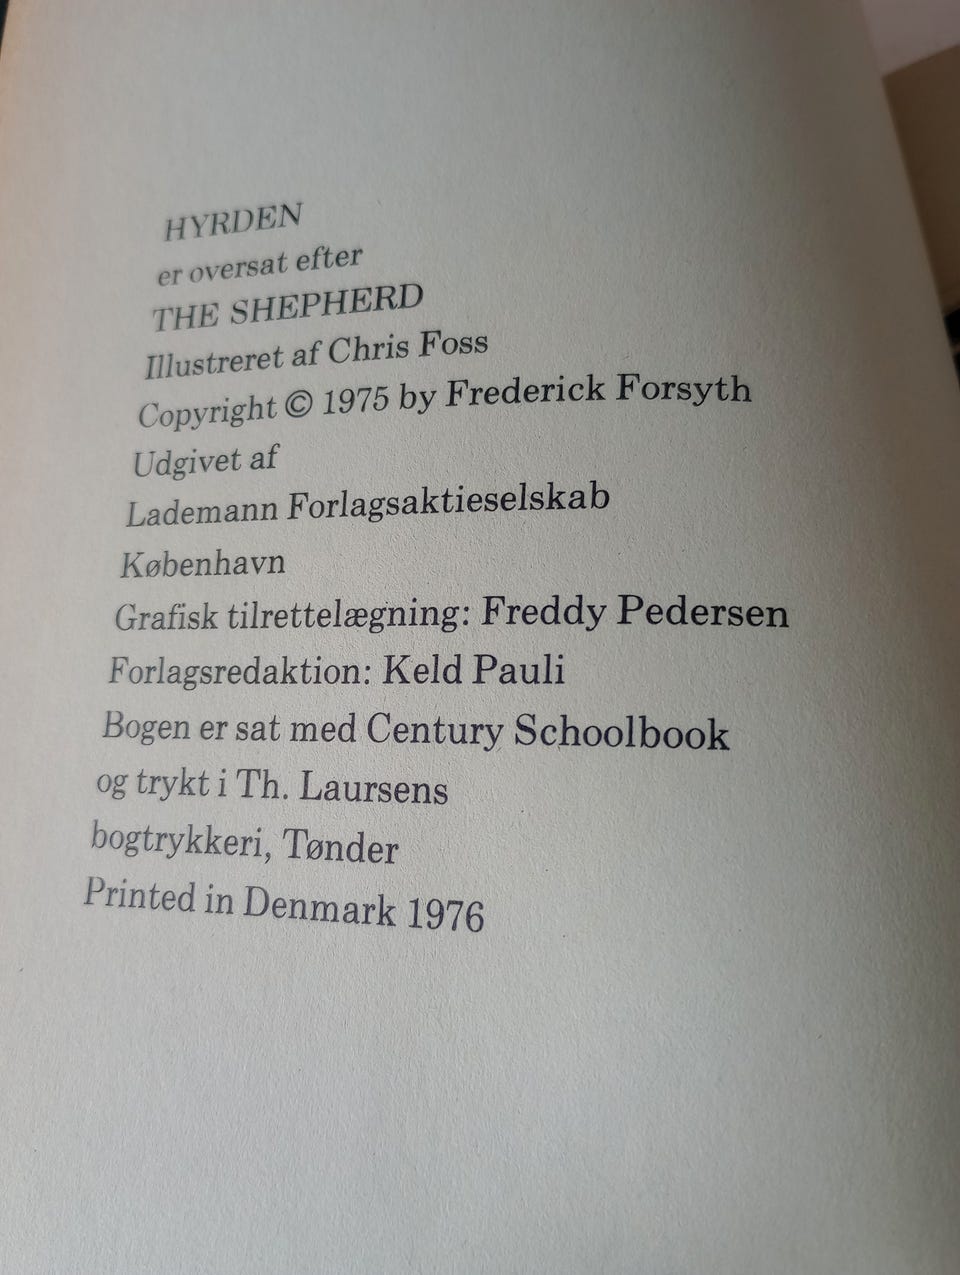 HYRDEN
er oversat efter
THE SHEPHERD
Illustreret af Chris Foss
Copyright © 1975 by Frederick Forsyth
Udgivet af
Lademann Forlagsaktieselskab
København
Grafisk tilrettelægning: Freddy Pedersen
Forlagsredaktion: Keld Pauli
Bogen er sat med Century Schoolbook
og trykt i Th. Laursens
bogtrykkeri, Tønder
Printed in Denmark 1976